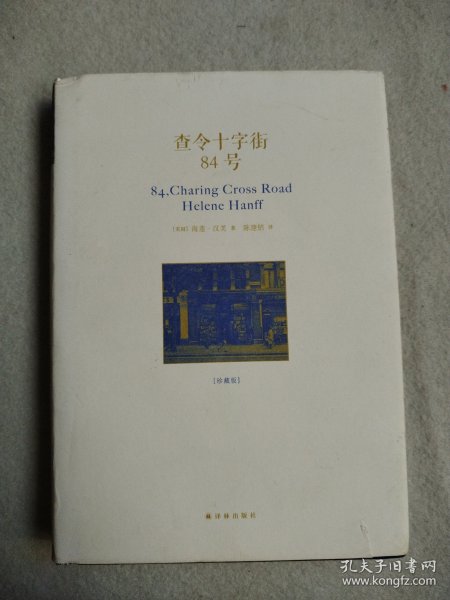 查令十字街
84号
84,Charing Cross Road
Helene Hanff
[美国] 海莲·汉芙 著 陈建铭 译
[珍藏版]
译林出版社
孔夫子旧书网
www.kongfz.com